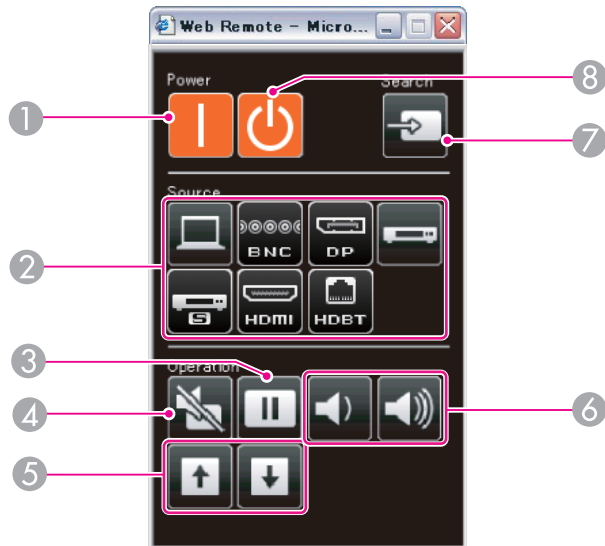 Web Remote - Micro...
Power
Search
1
8
7
Source
BNC
DP
2
S
HDMI
HDBT
3
Operation
4
6
5